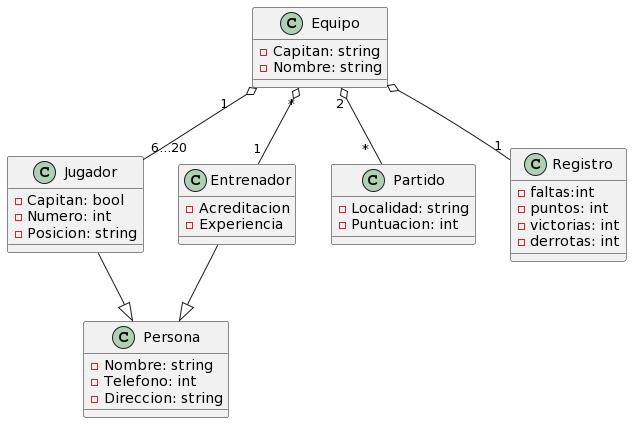 C Equipo
Capitan: string
Nombre: string
1
*
2
1
6...20
1
*
C Jugador
Capitan: bool
Numero: int
Posicion: string
C Entrenador
Acreditacion
Experiencia
C Partido
Localidad: string
Puntuacion: int
C Registro
faltas:int
puntos: int
victorias: int
derrotas: int
C Persona
Nombre: string
Telefono: int
Direccion: string